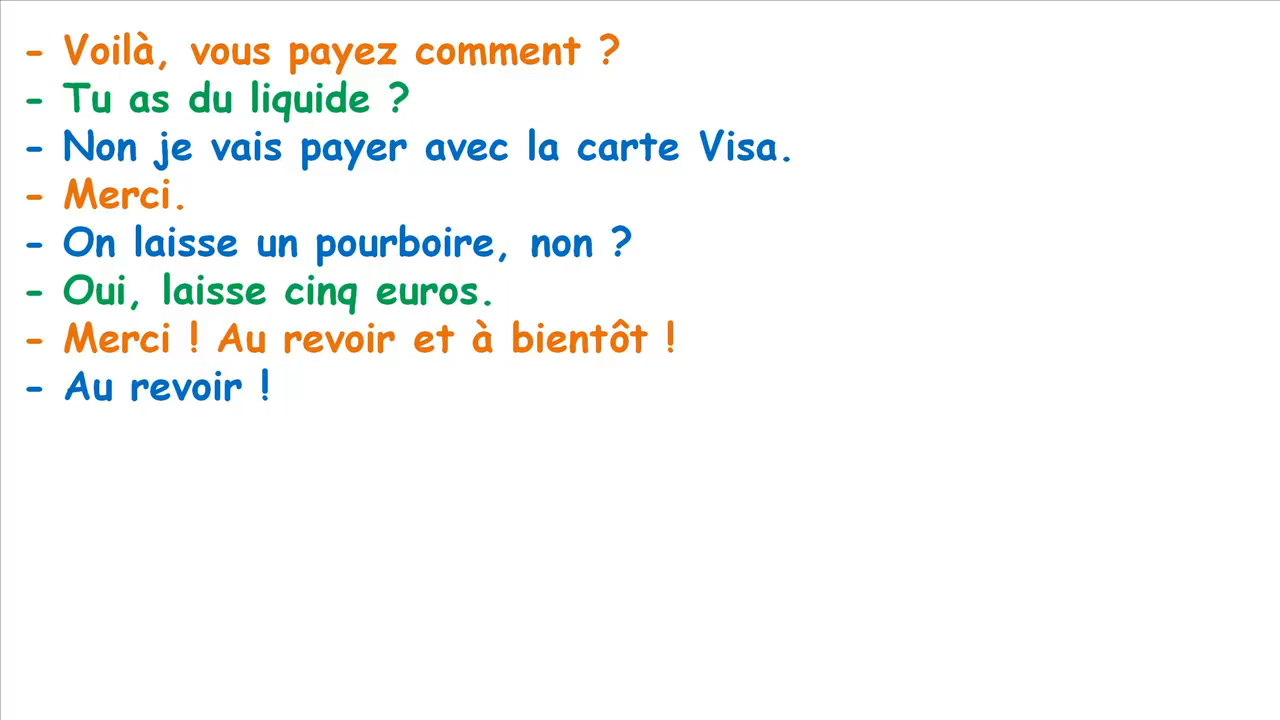 - Voilà, vous payez comment ?
- Tu as du liquide ?
- Non je vais payer avec la carte Visa.
- Merci.
- On laisse un pourboire, non ?
- Oui, laisse cinq euros.
- Merci ! Au revoir et à bientôt !
- Au revoir !